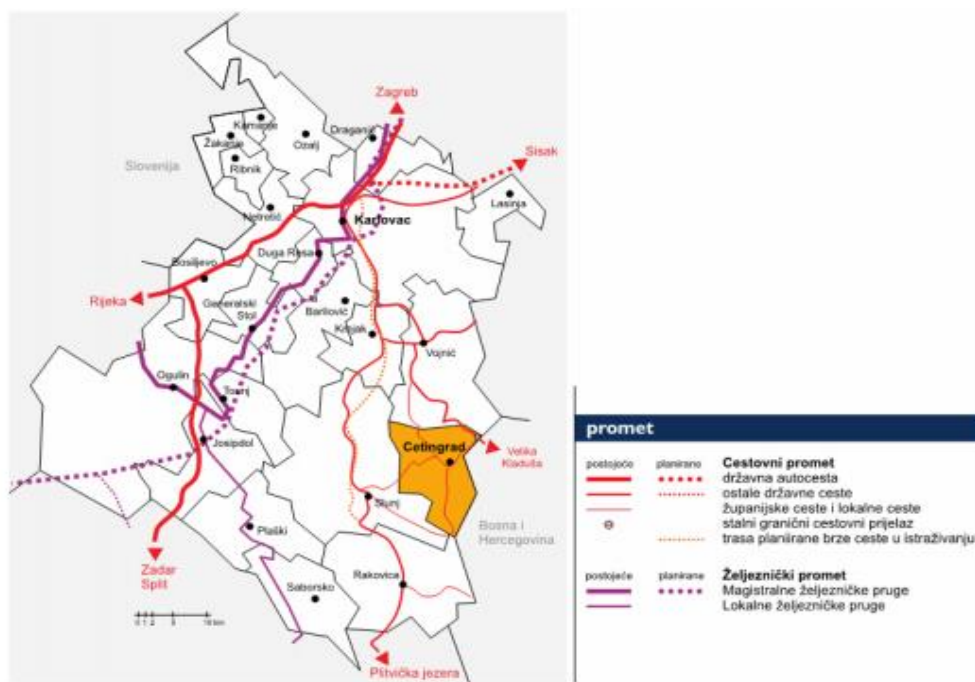 Zagreb
Kamanje
Draganić
Žakanje
Ozalj
Sisak
Slovenija
Ribnik
Lasinja
Netretić
Karlovac
Duga Resa
Bosiljevo
Rijeka
Generalski
Stol
Barilović
Krnjak
Vojnić
Ogulin
Tounj
Josipdol
Cetingrad
Velika
Kladuša
Slunj
Plaški
Bosna i
Hercegovina
Zadar
Split
Saborsko
Rakovica
Plitvička jezera
promet
postojeće planirano Cestovni promet
državna autocesta
ostale državne ceste
županijske ceste i lokalne ceste
stalni granični cestovni prijelaz
trasa planiirane brze ceste u istraživanju
postojeće planirane Željeznički promet
Magistralne željezničke pruge
Lokalne željezničke pruge